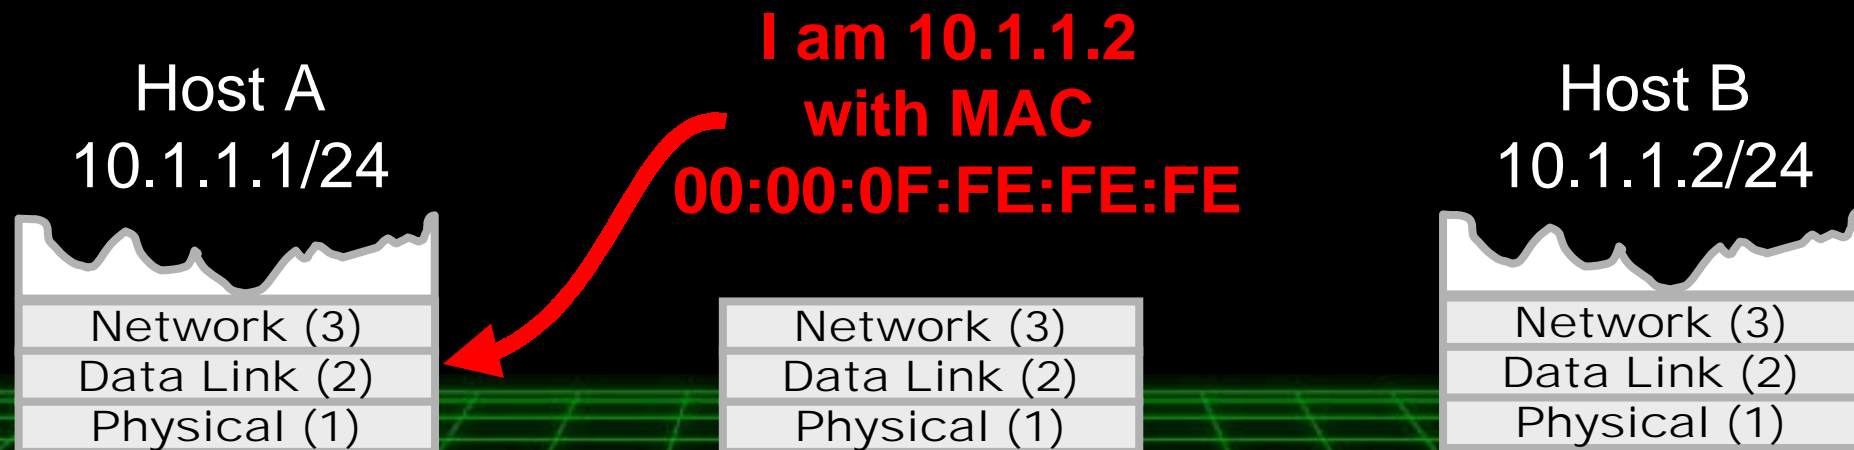 Host A
10.1.1.1/24
I am 10.1.1.2
with MAC
00:00:0F:FE:FE:FE
Host B
10.1.1.2/24
Network (3)
Data Link (2)
Physical (1)
Network (3)
Data Link (2)
Physical (1)
Network (3)
Data Link (2)
Physical (1)